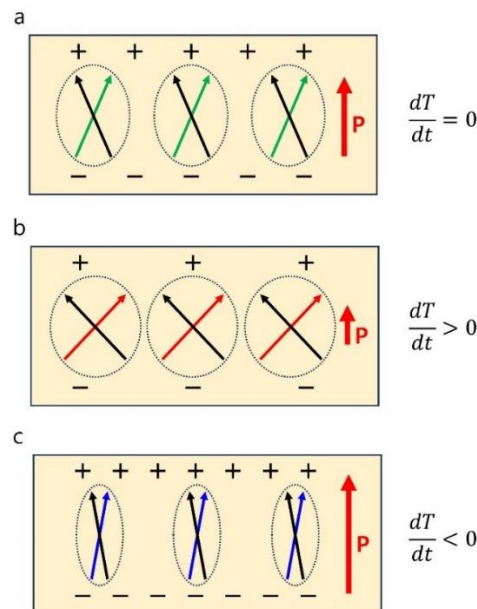 a
+ + + + +
P
− − − − −
dT/dt = 0
b
+ + +
P
− − −
dT/dt > 0
c
+ + + + + + +
P
− − − − − − −
dT/dt < 0